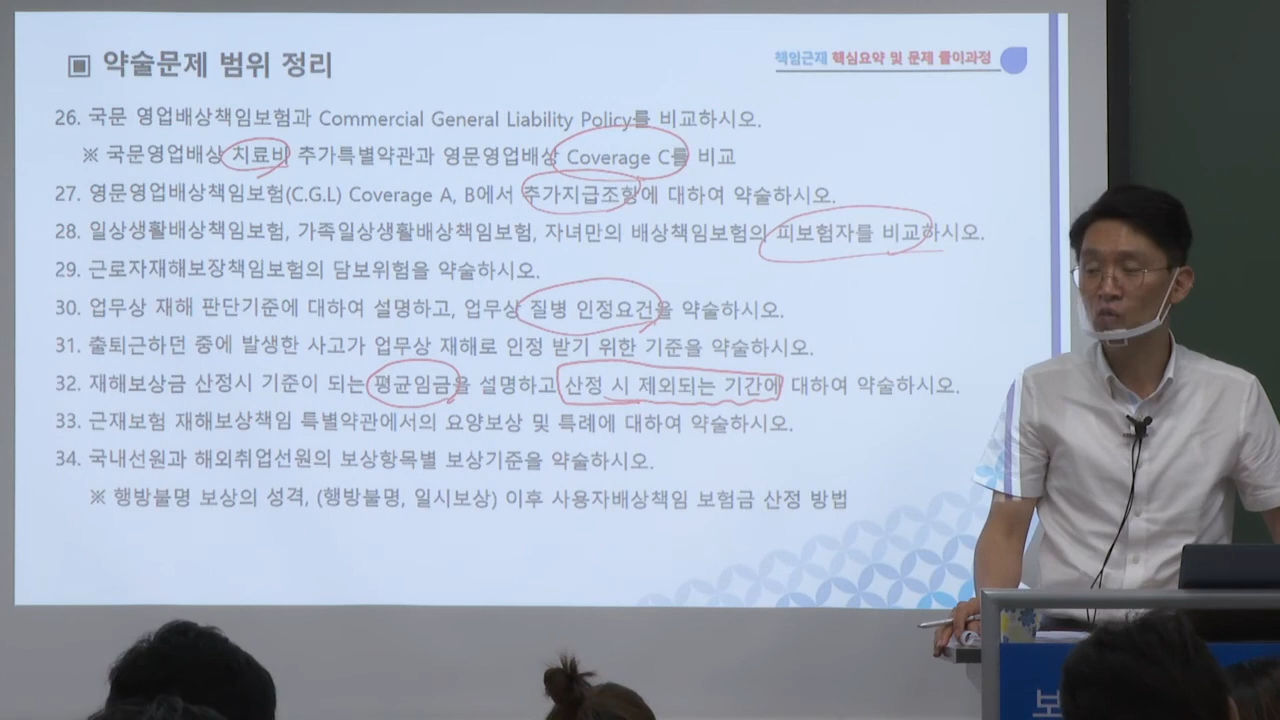 ▣ 약술문제 범위 정리
책임근재 핵심요약 및 문제 풀이과정
26. 국문 영업배상책임보험과 Commercial General Liability Policy를 비교하시오.
※ 국문영업배상 치료비 추가특별약관과 영문영업배상 Coverage C를 비교
27. 영문영업배상책임보험(C.G.L) Coverage A, B에서 추가지급조항에 대하여 약술하시오.
28. 일상생활배상책임보험, 가족일상생활배상책임보험, 자녀만의 배상책임보험의 피보험자를 비교하시오.
29. 근로자재해보장책임보험의 담보위험을 약술하시오.
30. 업무상 재해 판단기준에 대하여 설명하고, 업무상 질병 인정요건을 약술하시오.
31. 출퇴근하던 중에 발생한 사고가 업무상 재해로 인정 받기 위한 기준을 약술하시오.
32. 재해보상금 산정시 기준이 되는 평균임금을 설명하고 산정 시 제외되는 기간에 대하여 약술하시오.
33. 근재보험 재해보상책임 특별약관에서의 요양보상 및 특례에 대하여 약술하시오.
34. 국내선원과 해외취업선원의 보상항목별 보상기준을 약술하시오.
※ 행방불명 보상의 성격, (행방불명, 일시보상) 이후 사용자배상책임 보험금 산정 방법
보